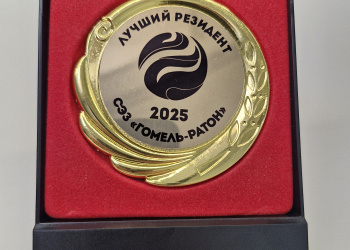 ЛУЧШИЙ РЕЗИДЕНТ
2025
СЭЗ «ГОМЕЛЬ-РАТОН»